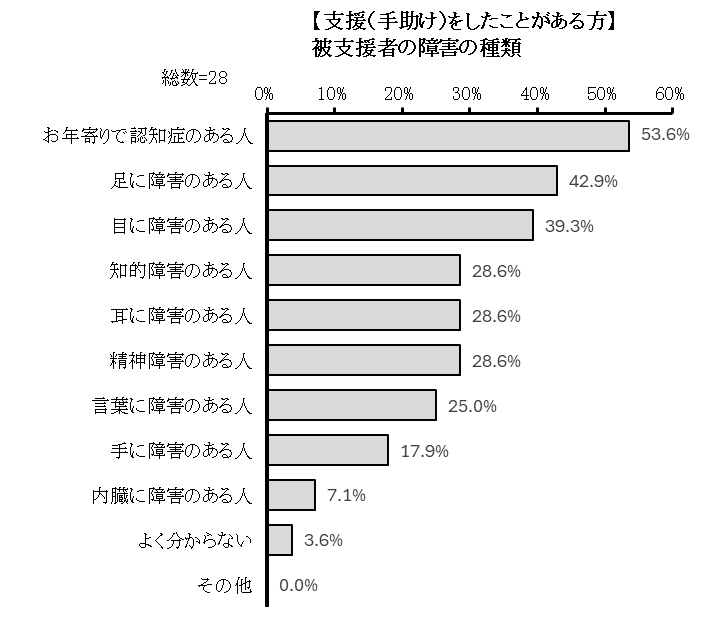 【支援（手助け）をしたことがある方】
被支援者の障害の種類
総数=28
0% 10% 20% 30% 40% 50% 60%
お年寄りで認知症のある人 53.6%
足に障害のある人 42.9%
目に障害のある人 39.3%
知的障害のある人 28.6%
耳に障害のある人 28.6%
精神障害のある人 28.6%
言葉に障害のある人 25.0%
手に障害のある人 17.9%
内臓に障害のある人 7.1%
よく分からない 3.6%
その他 0.0%